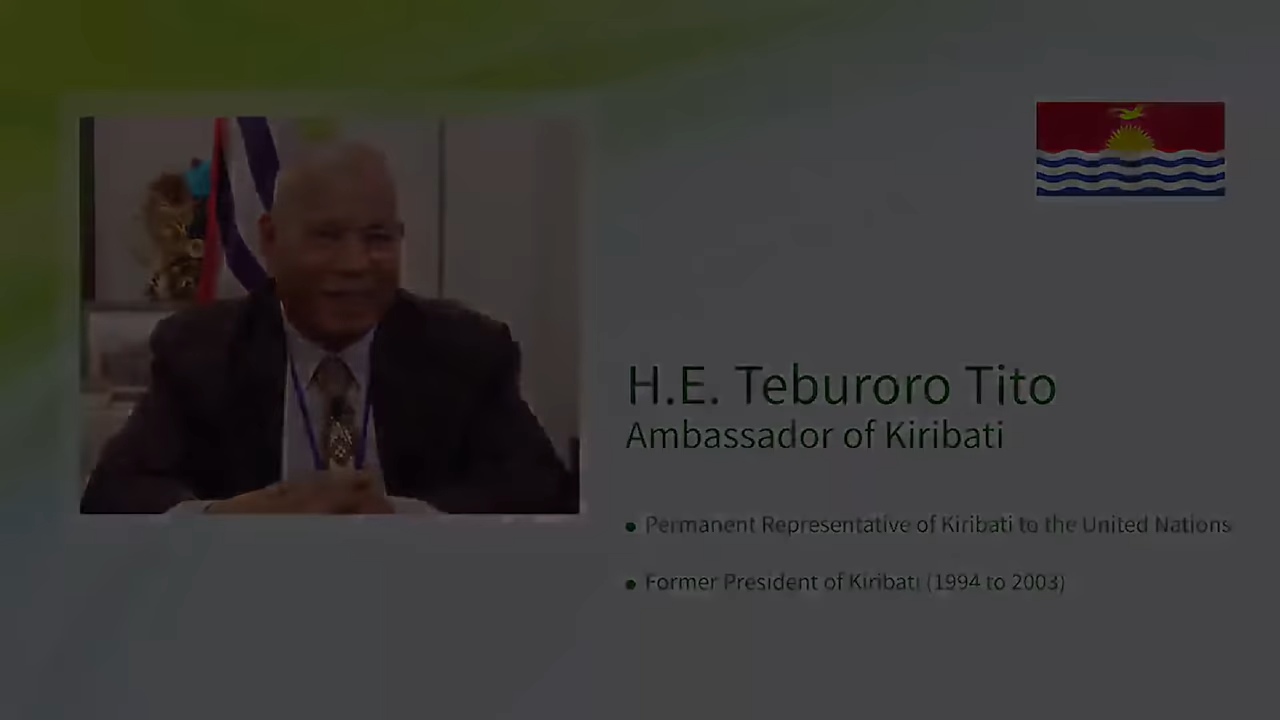 H.E. Teburoro Tito
Ambassador of Kiribati
• Permanent Representative of Kiribati to the United Nations
• Former President of Kiribati (1994 to 2003)